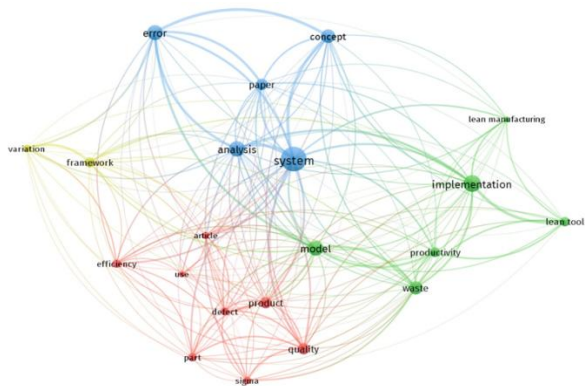 error
concept
paper
lean manufacturing
variation
analysis
framework
system
implementation
lean tool
article
model
productivity
efficiency
use
waste
product
defect
quality
part
sigma